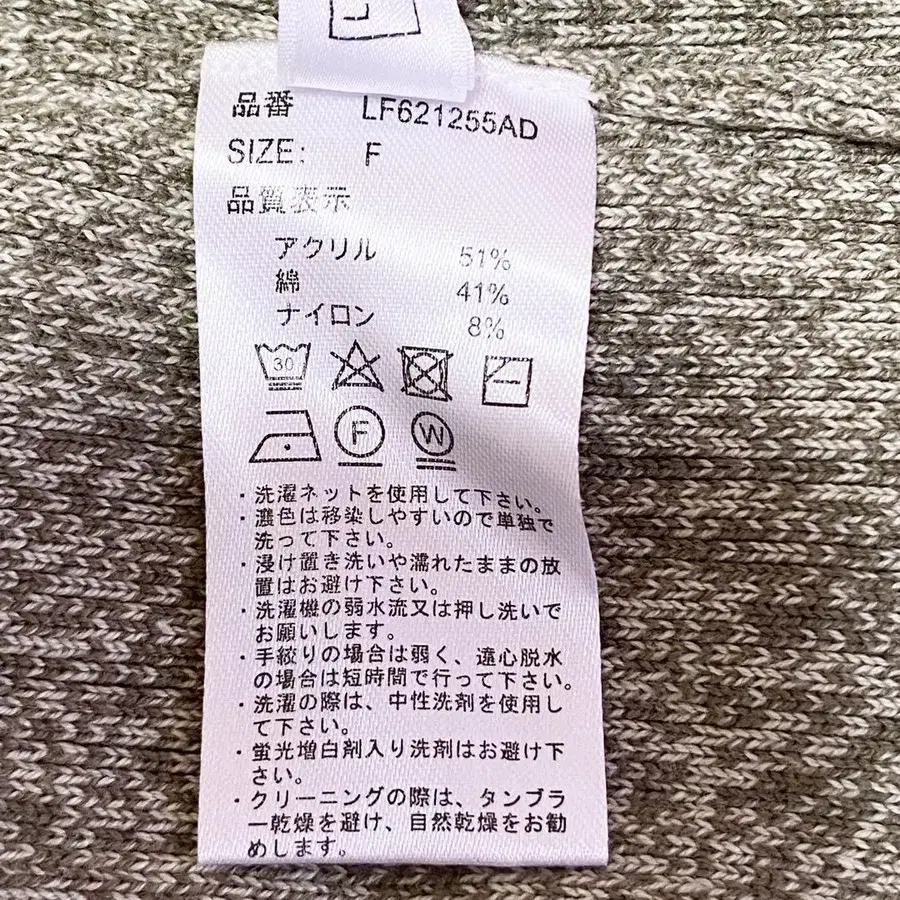 品番 LF621255AD
SIZE: F
品質表示
アクリル 51%
綿 41%
ナイロン 8%
30
F W
・洗濯ネットを使用して下さい。
・濃色は移染しやすいので単独で
洗って下さい。
・浸け置き洗いや濡れたままの放
置はお避け下さい。
・洗濯機の弱水流又は押し洗いで
お願いします。
・手絞りの場合は弱く、遠心脱水
の場合は短時間で行って下さい。
・洗濯の際は、中性洗剤を使用し
て下さい。
・蛍光増白剤入り洗剤はお避け下
さい。
・クリーニングの際は、タンブラ
ー乾燥を避け、自然乾燥をお勧
めします。